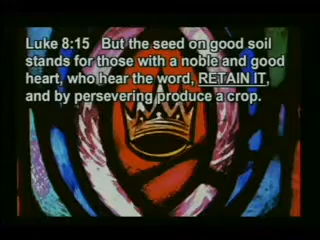 Luke 8:15   But the seed on good soil
stands for those with a noble and good
heart, who hear the word, RETAIN IT,
and by persevering produce a crop.